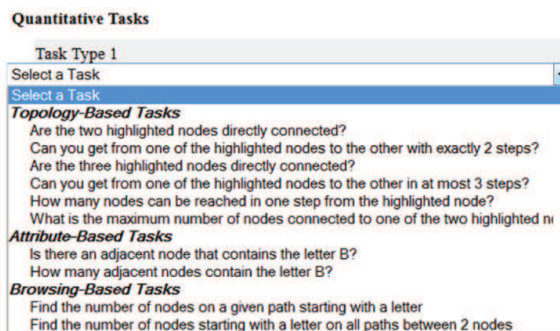 Quantitative Tasks
Task Type 1
Select a Task
Select a Task
Topology-Based Tasks
Are the two highlighted nodes directly connected?
Can you get from one of the highlighted nodes to the other with exactly 2 steps?
Are the three highlighted nodes directly connected?
Can you get from one of the highlighted nodes to the other in at most 3 steps?
How many nodes can be reached in one step from the highlighted node?
What is the maximum number of nodes connected to one of the two highlighted
Attribute-Based Tasks
Is there an adjacent node that contains the letter B?
How many adjacent nodes contain the letter B?
Browsing-Based Tasks
Find the number of nodes on a given path starting with a letter
Find the number of nodes starting with a letter on all paths between 2 nodes